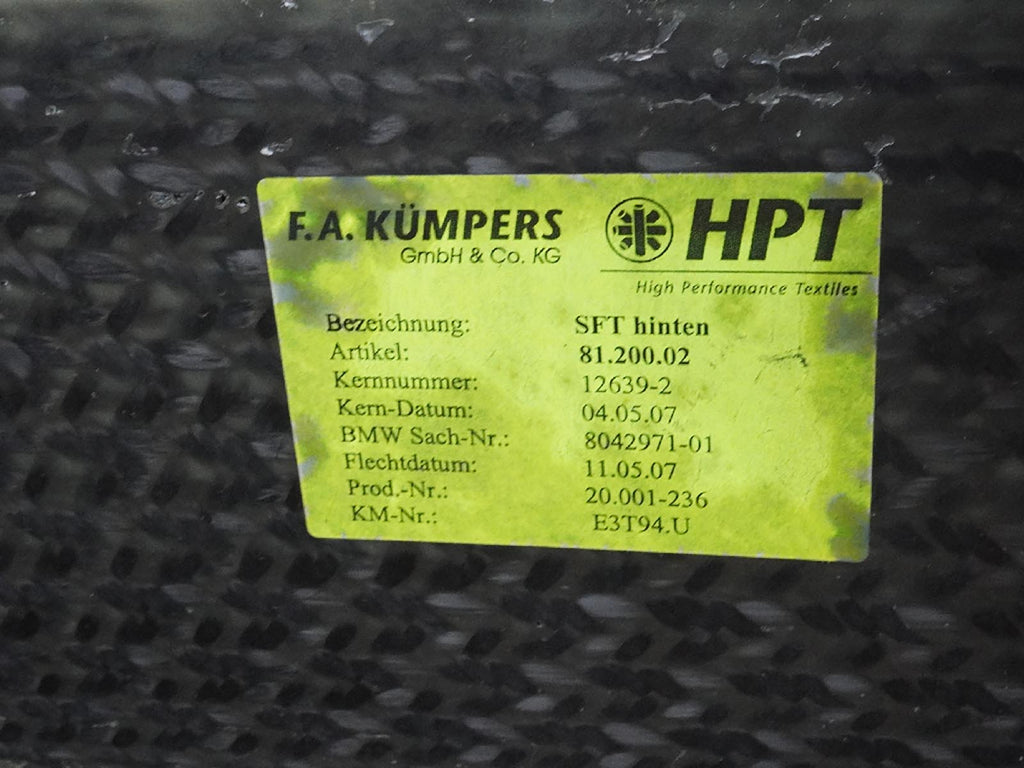 F.A. KÜMPERS
GmbH & Co. KG
HPT
High Performance Textiles
Bezeichnung: SFT hinten
Artikel: 81.200.02
Kernnummer: 12639-2
Kern-Datum: 04.05.07
BMW Sach-Nr.: 8042971-01
Flechtdatum: 11.05.07
Prod.-Nr.: 20.001-236
KM-Nr.: E3T94.U